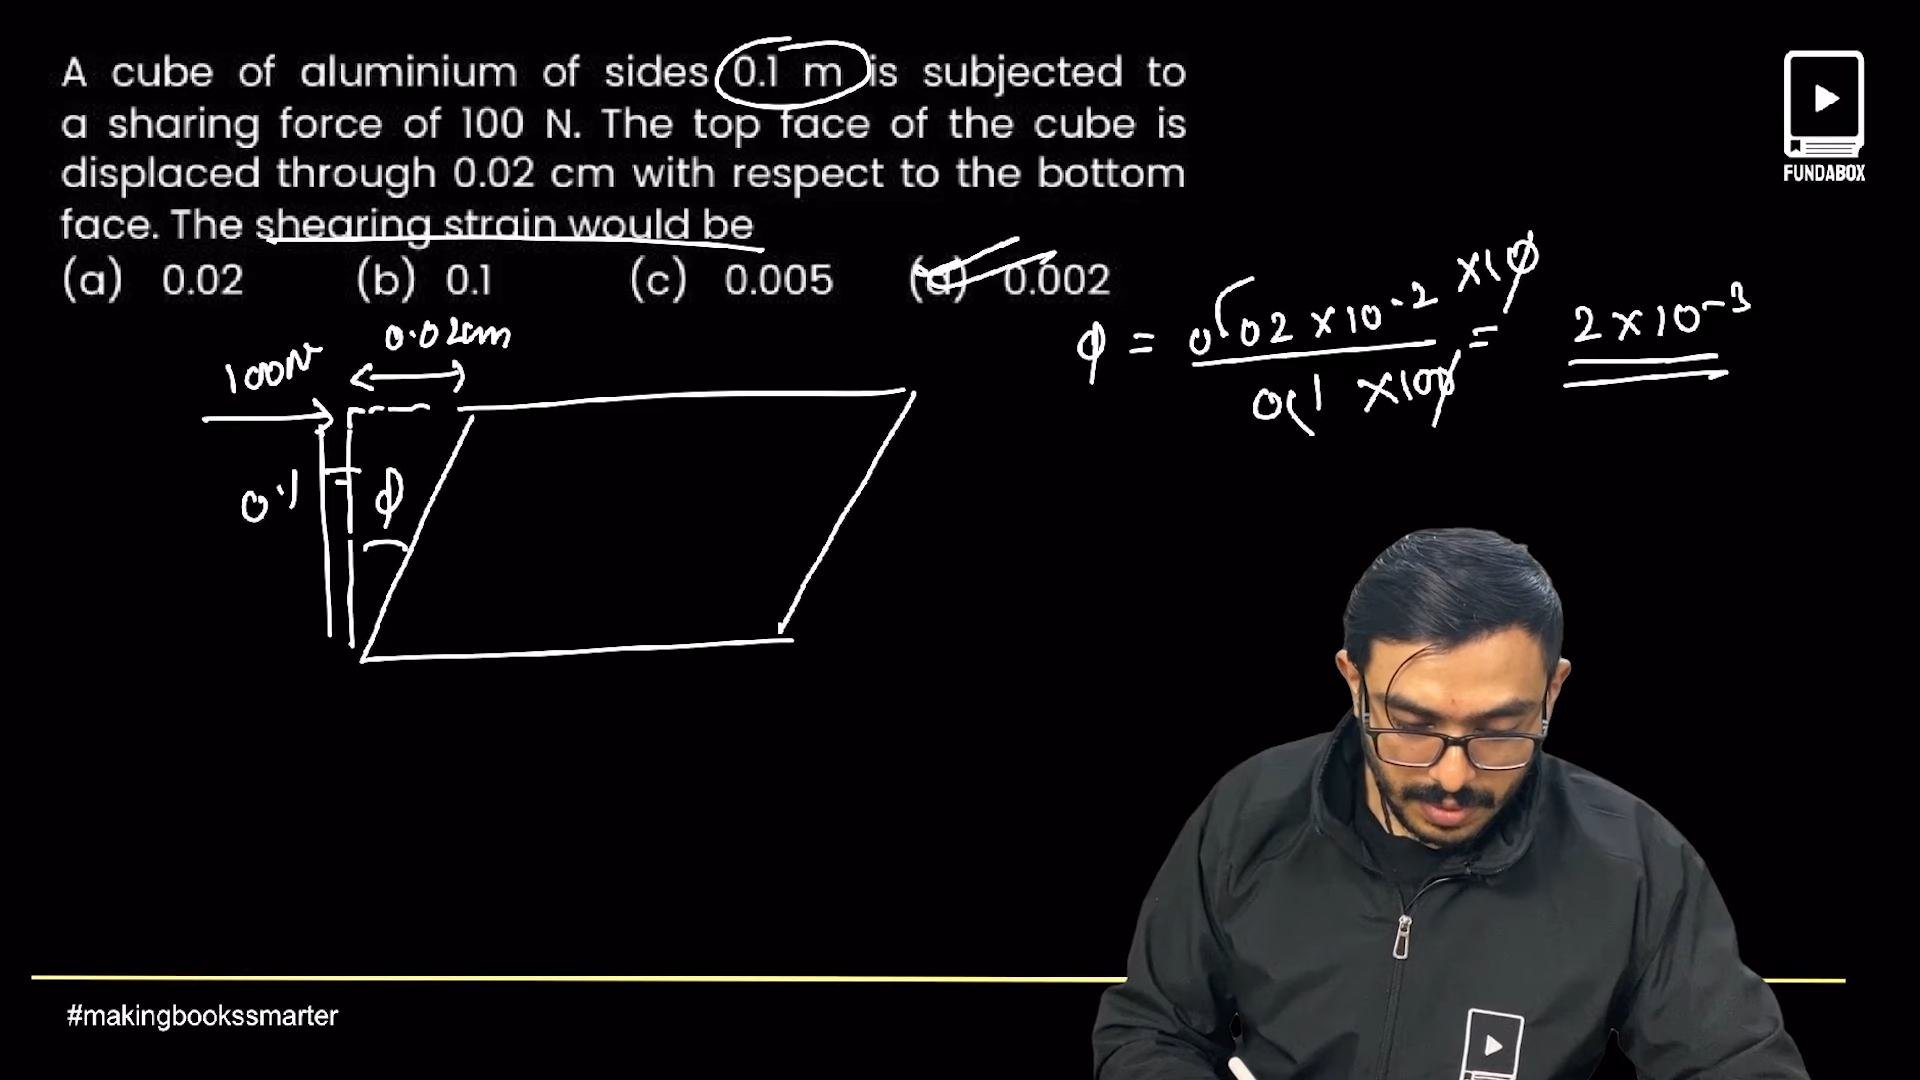 A cube of aluminium of sides 0.1 m is subjected to
a sharing force of 100 N. The top face of the cube is
displaced through 0.02 cm with respect to the bottom
face. The shearing strain would be
(a) 0.02 (b) 0.1 (c) 0.005 (d) 0.002
FUNDABOX
100N
0.02cm
0.1
ϕ
ϕ = 0.02 × 10-2 × 10 = 2 × 10-3
0.1 × 100
#makingbookssmarter